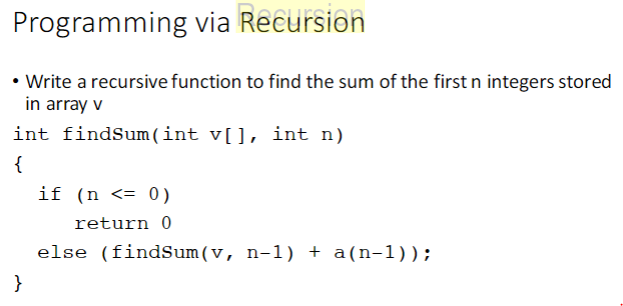 Programming via Recursion
• Write a recursive function to find the sum of the first n integers stored
in array v
int findSum(int v[], int n)
{
if (n <= 0)
return 0
else (findSum(v, n-1) + a(n-1));
}